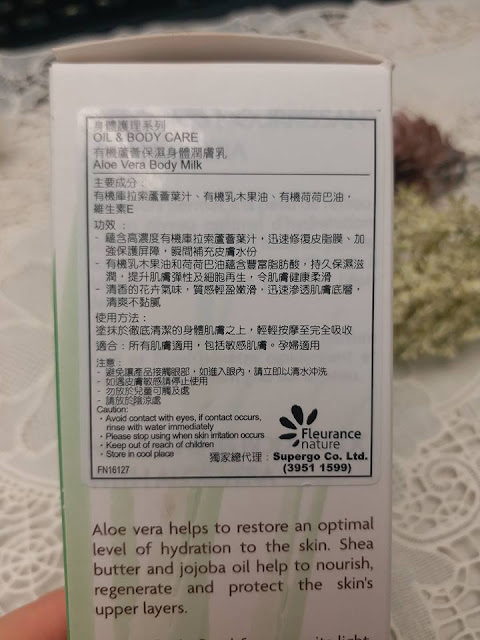 身體護理系列
OIL & BODY CARE
有機蘆薈保濕身體潤膚乳
Aloe Vera Body Milk
主要成分：
有機庫拉索蘆薈葉汁、有機乳木果油、有機荷荷巴油，
維生素E
功效：
- 蘊含高濃度有機庫拉索蘆薈葉汁，迅速修復皮脂膜、加
強保護屏障，瞬間補充皮膚水份
- 有機乳木果油和荷荷巴油蘊含豐富脂肪酸，持久保濕滋
潤，提升肌膚彈性及細胞再生，令肌膚健康柔滑
- 清香的花卉氣味，質感輕盈嫩滑，迅速滲透肌膚底層，
清爽不黏膩
使用方法：
塗抹於徹底清潔的身體肌膚之上，輕輕按摩至完全吸收
適合：所有肌膚適用，包括敏感肌膚。孕婦適用
注意：
- 避免讓產品接觸眼部，如進入眼內，請立即以清水沖洗
- 如遇皮膚敏感請停止使用
- 勿放於兒童可觸及處
- 請放於陰涼處
Caution:
• Avoid contact with eyes, if contact occurs,
rinse with water immediately
• Please stop using when skin irritation occurs
• Keep out of reach of children
• Store in cool place
Fleurance
nature
獨家總代理：Supergo Co. Ltd.
(3951 1599)
FN16127
Aloe vera helps to restore an optimal
level of hydration to the skin. Shea
butter and jojoba oil help to nourish,
regenerate and protect the skin's
upper layers.